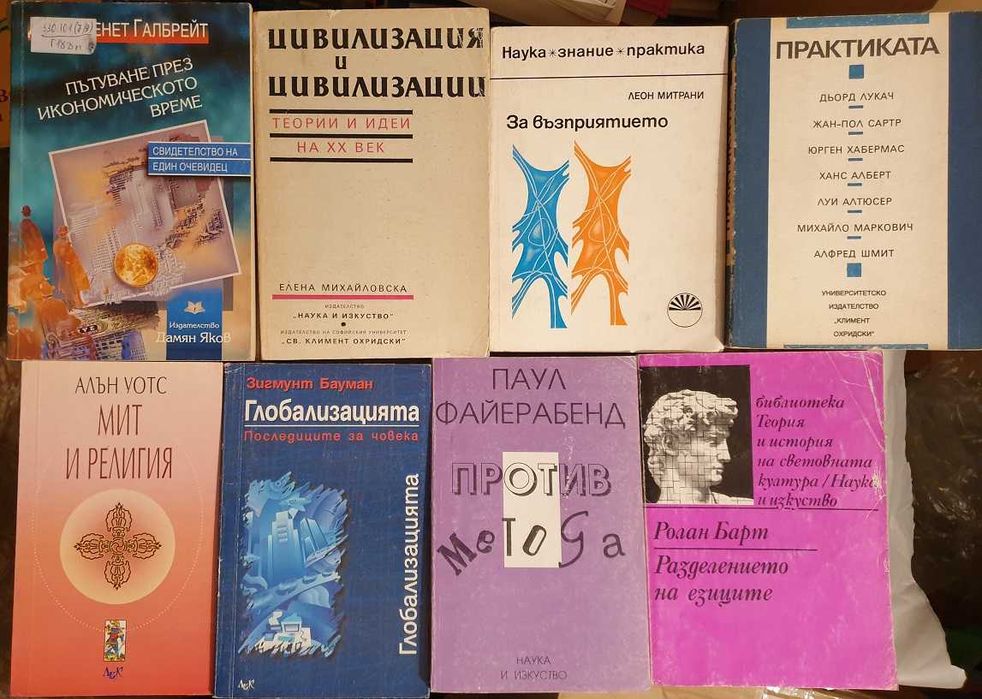 ЕНЕТ ГАЛБРЕЙТ
ПЪТУВАНЕ ПРЕЗ
ИКОНОМИЧЕСКОТО
ВРЕМЕ
СВИДЕТЕЛСТВО НА
ЕДИН ОЧЕВИДЕЦ
Издателство
Дамян Яков
ЦИВИЛИЗАЦИЯ
И
ЦИВИЛИЗАЦИИ
ТЕОРИИ И ИДЕИ
НА ХХ ВЕК
ЕЛЕНА МИХАЙЛОВСКА
ИЗДАТЕЛСТВО
„НАУКА И ИЗКУСТВО"
ИЗДАТЕЛСТВО НА СОФИЙСКИЯ УНИВЕРСИТЕТ
„СВ. КЛИМЕНТ ОХРИДСКИ"
Наука * знание * практика
ЛЕОН МИТРАНИ
За възприятието
ПРАКТИКАТА
ДЬОРД ЛУКАЧ
ЖАН-ПОЛ САРТР
ЮРГЕН ХАБЕРМАС
ХАНС АЛБЕРТ
ЛУИ АЛТЮСЕР
МИХАЙЛО МАРКОВИЧ
АЛФРЕД ШМИТ
УНИВЕРСИТЕТСКО
ИЗДАТЕЛСТВО
„КЛИМЕНТ
ОХРИДСКИ"
АЛЪН УОТС
МИТ
И РЕЛИГИЯ
ЛиК
Зигмунт Бауман
Глобализацията
Последиците за човека
Глобализацията
ЛиК
ПАУЛ
ФАЙЕРАБЕНД
ПРОТИВ
МеТОДа
НАУКА
И ИЗКУСТВО
библиотека
Теория
и история
на световната
култура / Наука
и изкуство
Ролан Барт
Разделението
на езиците